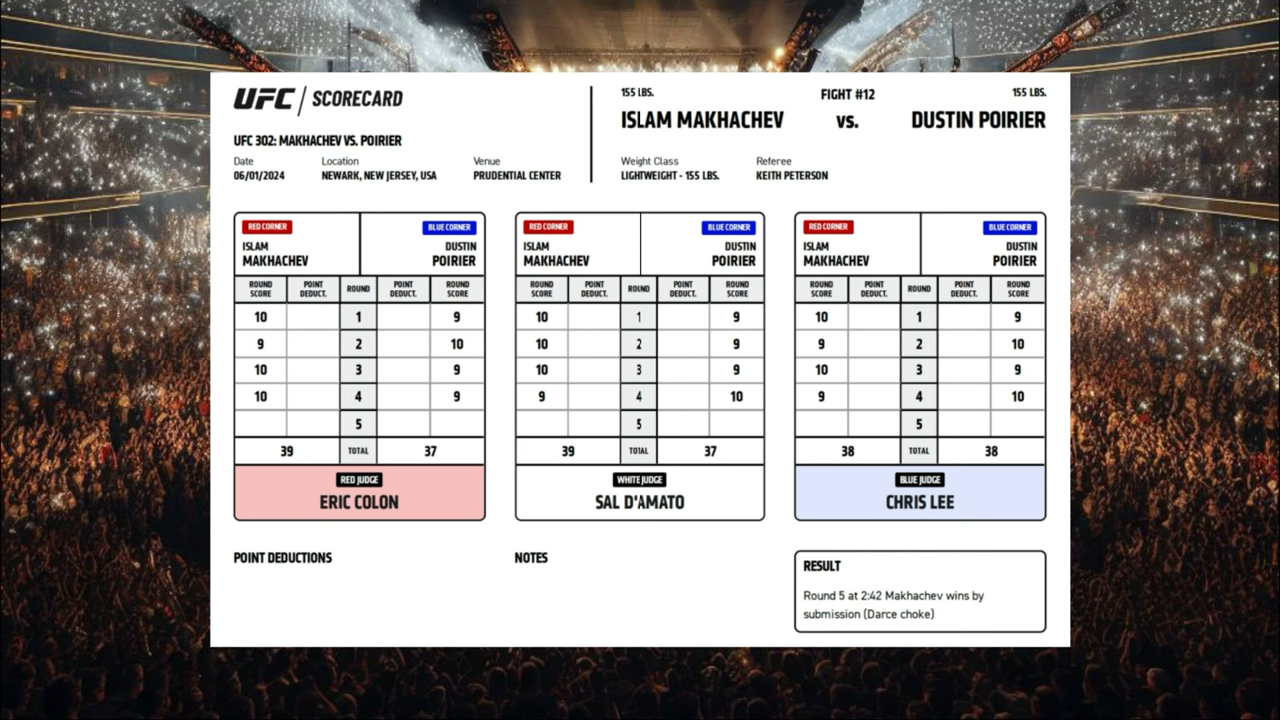 UFC / SCORECARD
UFC 302: MAKHACHEV VS. POIRIER
Date Location Venue
06/01/2024 NEWARK, NEW JERSEY, USA PRUDENTIAL CENTER
155 LBS. FIGHT #12 155 LBS.
ISLAM MAKHACHEV vs. DUSTIN POIRIER
Weight Class Referee
LIGHTWEIGHT - 155 LBS. KEITH PETERSON
RED CORNER BLUE CORNER
ISLAM DUSTIN
MAKHACHEV POIRIER
ROUND POINT ROUND POINT ROUND
SCORE DEDUCT. DEDUCT. SCORE
10 1 9
9 2 10
10 3 9
10 4 9
5
39 TOTAL 37
RED JUDGE
ERIC COLON
RED CORNER BLUE CORNER
ISLAM DUSTIN
MAKHACHEV POIRIER
ROUND POINT ROUND POINT ROUND
SCORE DEDUCT. DEDUCT. SCORE
10 1 9
10 2 9
10 3 9
9 4 10
5
39 TOTAL 37
WHITE JUDGE
SAL D'AMATO
RED CORNER BLUE CORNER
ISLAM DUSTIN
MAKHACHEV POIRIER
ROUND POINT ROUND POINT ROUND
SCORE DEDUCT. DEDUCT. SCORE
10 1 9
9 2 10
10 3 9
9 4 10
5
38 TOTAL 38
BLUE JUDGE
CHRIS LEE
POINT DEDUCTIONS
NOTES
RESULT
Round 5 at 2:42 Makhachev wins by
submission (Darce choke)